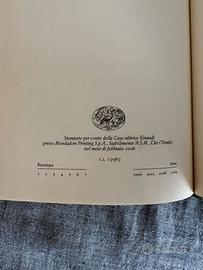 Stampato per conto della Casa editrice Einaudi
presso Mondadori Printing S.p.A., Stabilimento N.S.M., Cles (Trento)
nel mese di febbraio 2006
C.L. 17967
Ristampa
Anno
1 2 3 4 5 6 7
2006 2007 2008 2009